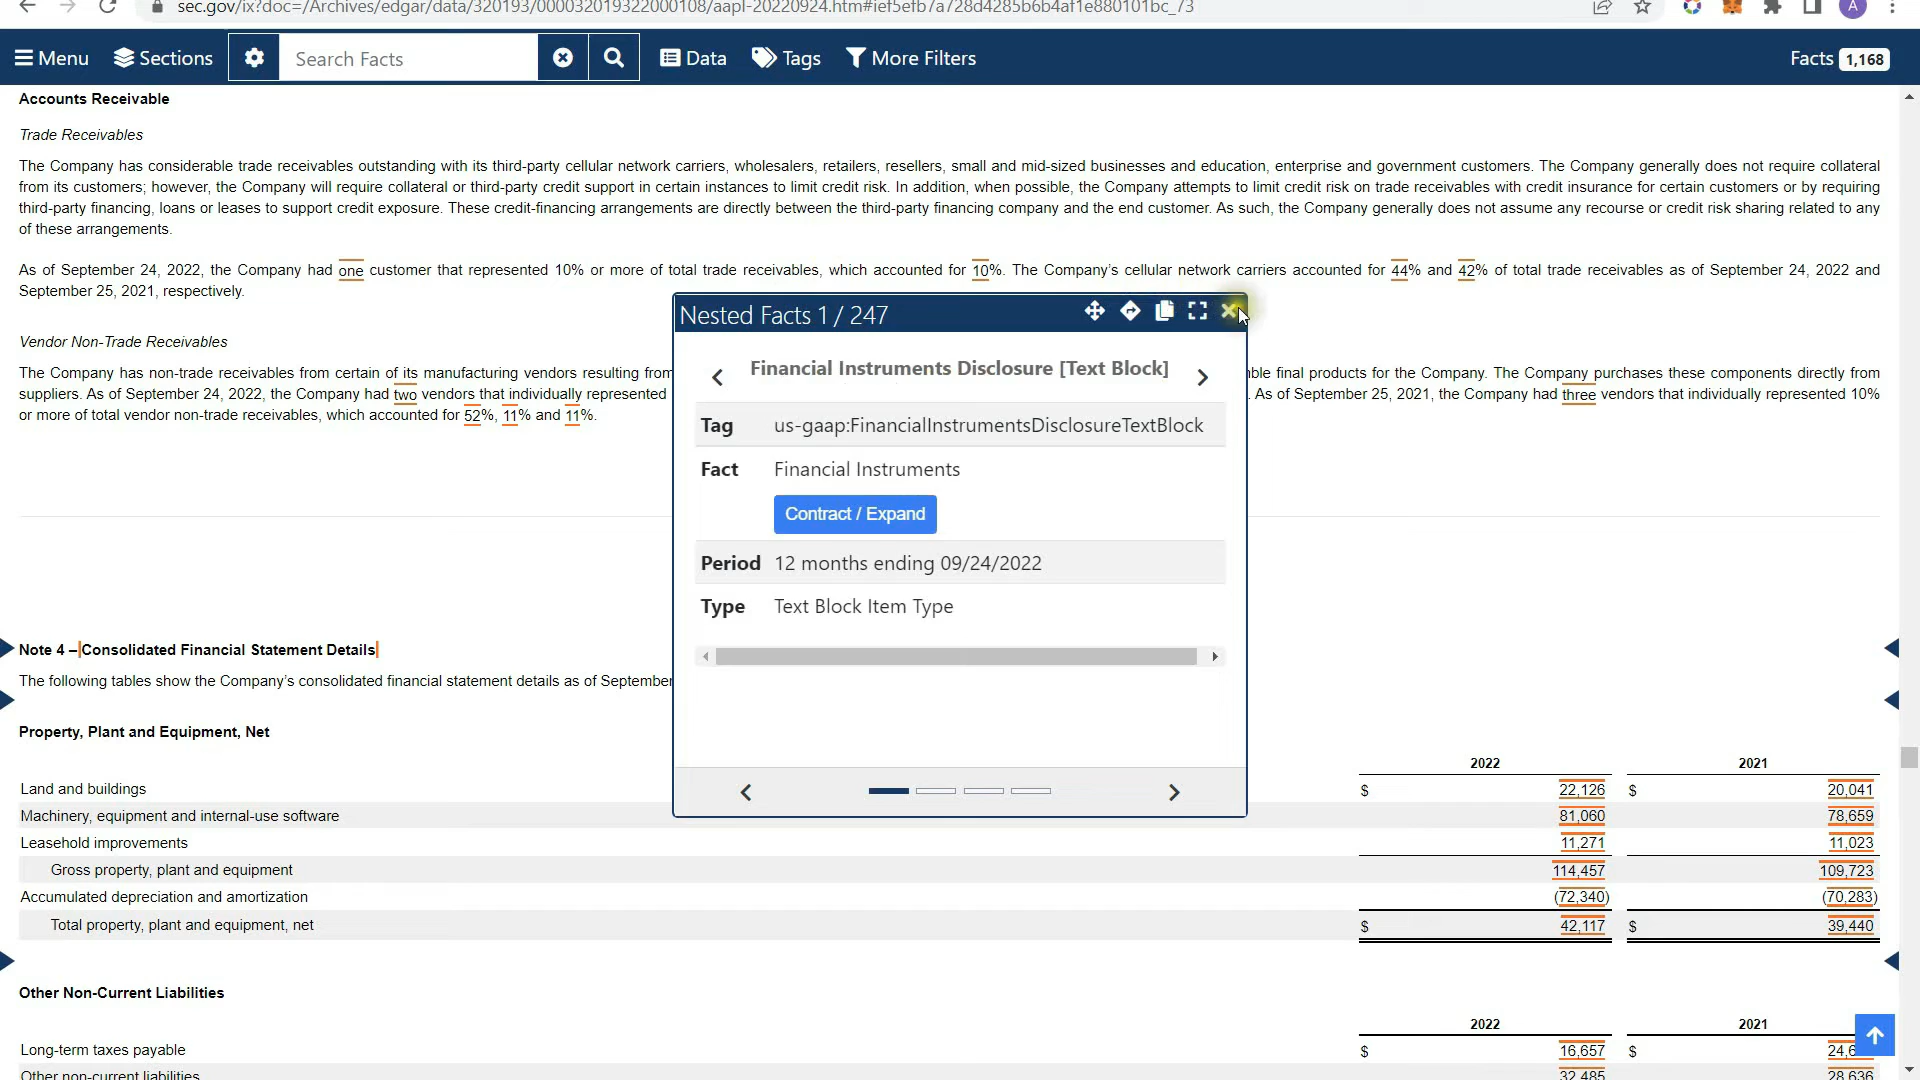 sec.gov/ix?doc=/Archives/edgar/data/320193/000032019322000108/aapl-20220924.htm#ief5efb7a728d4285b6b4af1e880101bc_73
A
Menu Sections Search Facts Data Tags More Filters Facts 1,168
Accounts Receivable
Trade Receivables
The Company has considerable trade receivables outstanding with its third-party cellular network carriers, wholesalers, retailers, resellers, small and mid-sized businesses and education, enterprise and government customers. The Company generally does not require collateral
from its customers; however, the Company will require collateral or third-party credit support in certain instances to limit credit risk. In addition, when possible, the Company attempts to limit credit risk on trade receivables with credit insurance for certain customers or by requiring
third-party financing, loans or leases to support credit exposure. These credit-financing arrangements are directly between the third-party financing company and the end customer. As such, the Company generally does not assume any recourse or credit risk sharing related to any
of these arrangements.
As of September 24, 2022, the Company had one customer that represented 10% or more of total trade receivables, which accounted for 10%. The Company's cellular network carriers accounted for 44% and 42% of total trade receivables as of September 24, 2022 and
September 25, 2021, respectively.
Vendor Non-Trade Receivables
The Company has non-trade receivables from certain of its manufacturing vendors resulting from ble final products for the Company. The Company purchases these components directly from
suppliers. As of September 24, 2022, the Company had two vendors that individually represented . As of September 25, 2021, the Company had three vendors that individually represented 10%
or more of total vendor non-trade receivables, which accounted for 52%, 11% and 11%.
Nested Facts 1 / 247
Financial Instruments Disclosure [Text Block]
Tag us-gaap:FinancialInstrumentsDisclosureTextBlock
Fact Financial Instruments
Contract / Expand
Period 12 months ending 09/24/2022
Type Text Block Item Type
Note 4 – Consolidated Financial Statement Details
The following tables show the Company's consolidated financial statement details as of September
Property, Plant and Equipment, Net
2022 2021
Land and buildings $ 22,126 $ 20,041
Machinery, equipment and internal-use software 81,060 78,659
Leasehold improvements 11,271 11,023
Gross property, plant and equipment 114,457 109,723
Accumulated depreciation and amortization (72,340) (70,283)
Total property, plant and equipment, net $ 42,117 $ 39,440
Other Non-Current Liabilities
2022 2021
Long-term taxes payable $ 16,657 $ 24,6
Other non-current liabilities 32,485 28,636